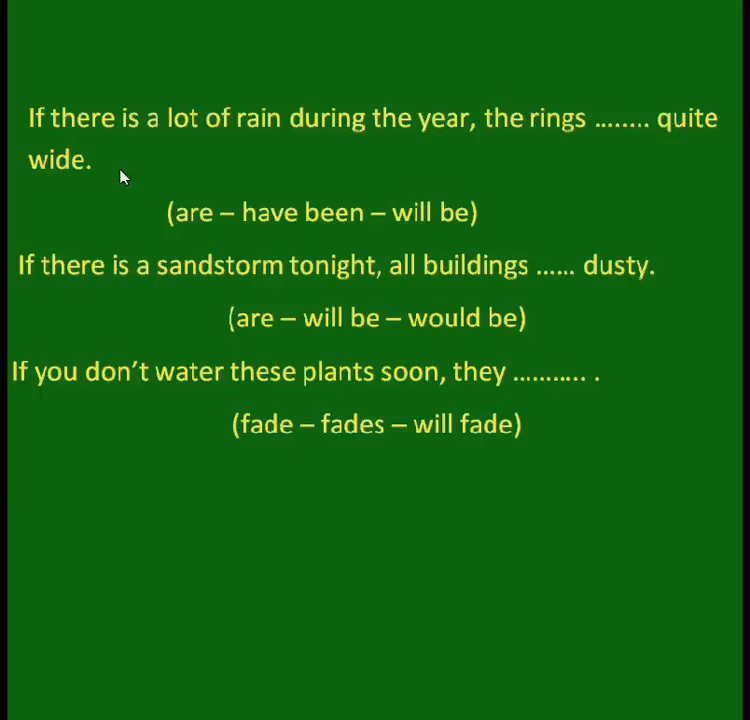 If there is a lot of rain during the year, the rings ........ quite
wide.
(are – have been – will be)
If there is a sandstorm tonight, all buildings ...... dusty.
(are – will be – would be)
If you don’t water these plants soon, they ........... .
(fade – fades – will fade)